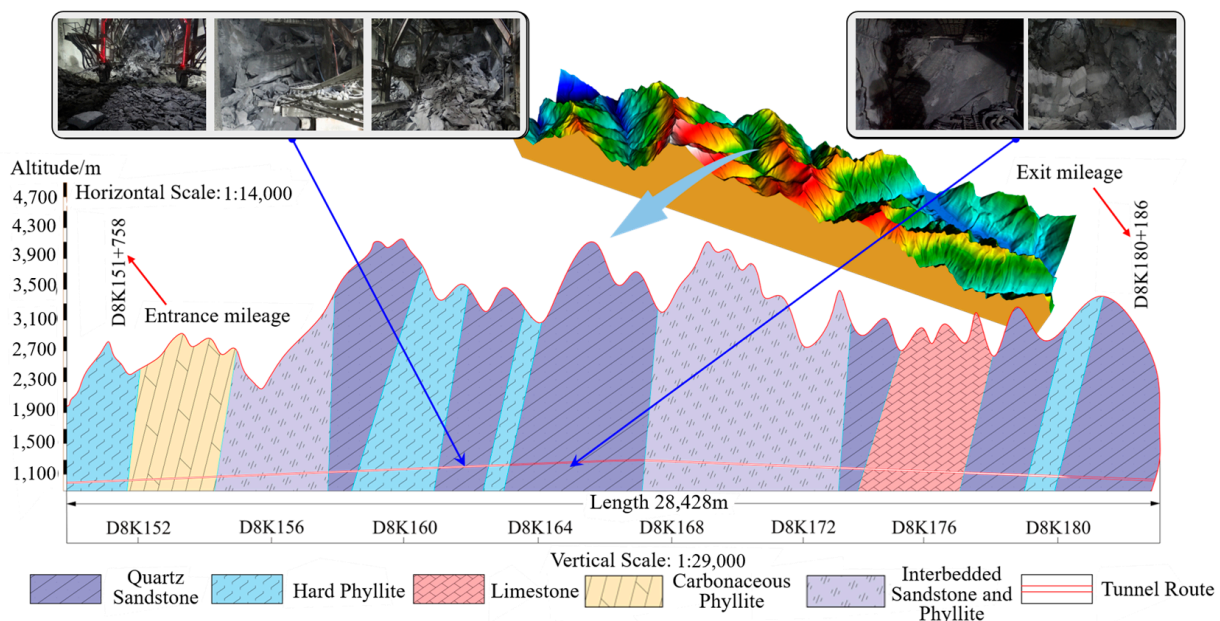 Altitude/m
4,700
4,300
3,900
3,500
3,100
2,700
2,300
1,900
1,500
1,100
Horizontal Scale: 1:14,000
D8K151+758
Entrance mileage
Exit mileage
D8K180+186
Length 28,428m
D8K152
D8K156
D8K160
D8K164
D8K168
D8K172
D8K176
D8K180
Vertical Scale: 1:29,000
Quartz
Sandstone
Hard Phyllite
Limestone
Carbonaceous
Phyllite
Interbedded
Sandstone and
Phyllite
Tunnel Route